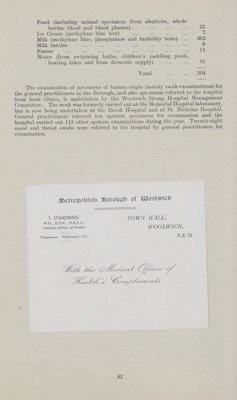 Food (including animal specimens from abattoirs, whole
bovine blood and blood plasma) .. .. .. .. 37
Ice Cream (methylene blue test) .. .. .. .. 7
Milk (methylene blue, phosphatase and turbidity tests) .. 202
Milk bottles .. .. .. .. .. ..
Faeces .. .. .. .. .. .. 11
Water (from swimming baths, children's paddling pools,
boating lakes and from domestic supply) .. ..
Total .. .. 304
The examination of specimens of human origin (mainly swab examinations) for
the general practitioners in the Borough, and also specimens referred to the hospital
from local clinics, is undertaken by the Woolwich Group Hospital Management
Committee. The work was formerly carried out at the Memorial Hospital laboratory,
but is now being undertaken at the Brook Hospital and at St. Nicholas Hospital.
General practitioners referred ten sputum specimens for examination and the
hospital carried out 113 other sputum examinations during the year. Twenty-eight
nasal and throat swabs were referred to the hospital by general practitioners for
examination.
Metropolitan Borough of Woolwich
T. STANDRING,
M.D., D.P.H., M.R.C.S.,
Medical Officer of Health
Telephone: WOOlwich
TOWN HALL,
WOOLWICH,
S.E.18
With the Medical Officer of
Health's Compliments
42